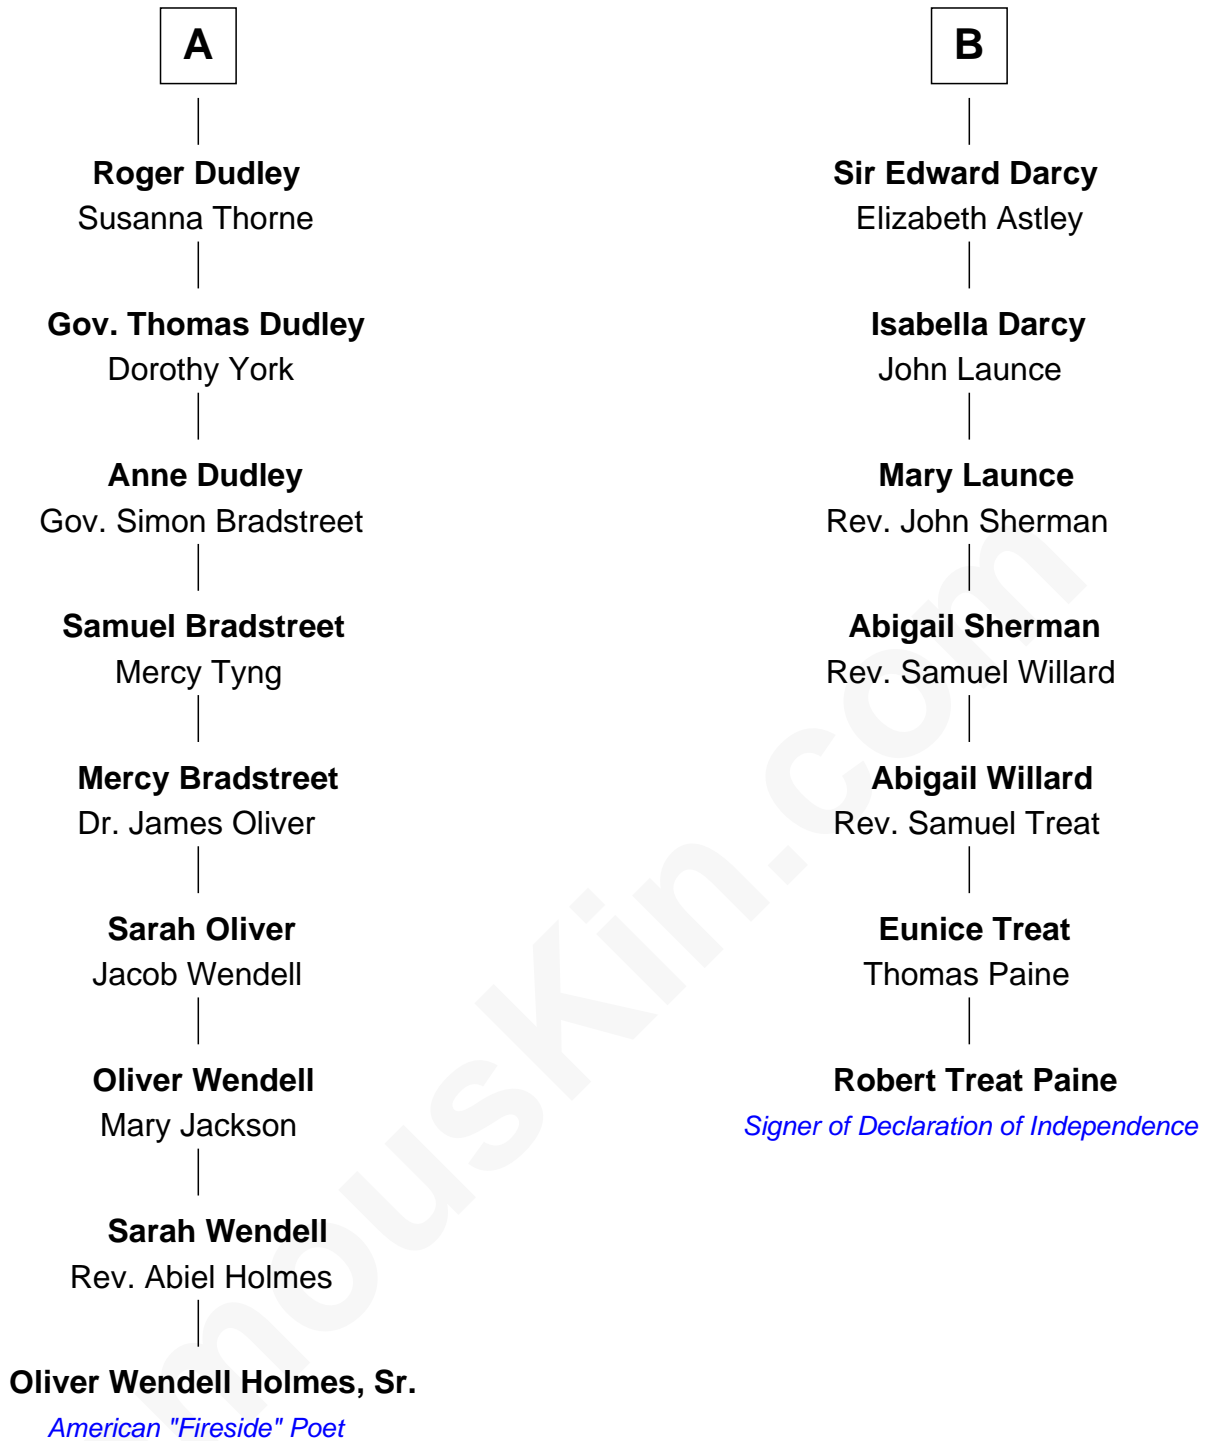 A
Roger Dudley
Susanna Thorne
Gov. Thomas Dudley
Dorothy York
Anne Dudley
Gov. Simon Bradstreet
Samuel Bradstreet
Mercy Tyng
Mercy Bradstreet
Dr. James Oliver
Sarah Oliver
Jacob Wendell
Oliver Wendell
Mary Jackson
Sarah Wendell
Rev. Abiel Holmes
Oliver Wendell Holmes, Sr.
American "Fireside" Poet
B
Sir Edward Darcy
Elizabeth Astley
Isabella Darcy
John Launce
Mary Launce
Rev. John Sherman
Abigail Sherman
Rev. Samuel Willard
Abigail Willard
Rev. Samuel Treat
Eunice Treat
Thomas Paine
Robert Treat Paine
Signer of Declaration of Independence
mouskin.com